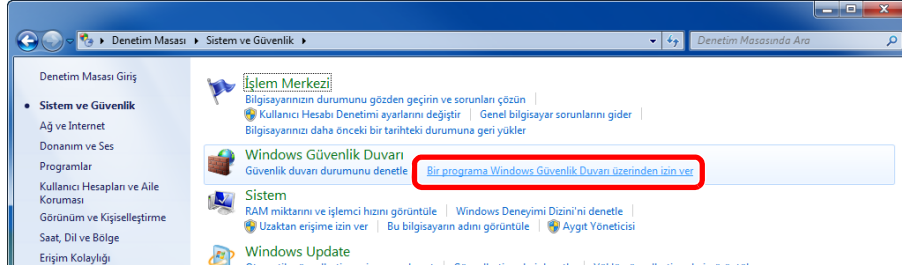 Denetim Masası ▸ Sistem ve Güvenlik ▸
Denetim Masasında Ara
Denetim Masası Giriş
Sistem ve Güvenlik
Ağ ve Internet
Donanım ve Ses
Programlar
Kullanıcı Hesapları ve Aile
Koruması
Görünüm ve Kişiselleştirme
Saat, Dil ve Bölge
Erişim Kolaylığı
İşlem Merkezi
Bilgisayarınızın durumunu gözden geçirin ve sorunları çözün
Kullanıcı Hesabı Denetimi ayarlarını değiştir | Genel bilgisayar sorunlarını gider
Bilgisayarınızı daha önceki bir tarihteki durumuna geri yükler
Windows Güvenlik Duvarı
Güvenlik duvarı durumunu denetle Bir programa Windows Güvenlik Duvarı üzerinden izin ver
Sistem
RAM miktarını ve işlemci hızını görüntüle | Windows Deneyimi Dizini'ni denetle
Uzaktan erişime izin ver | Bu bilgisayarın adını görüntüle | Aygıt Yöneticisi
Windows Update